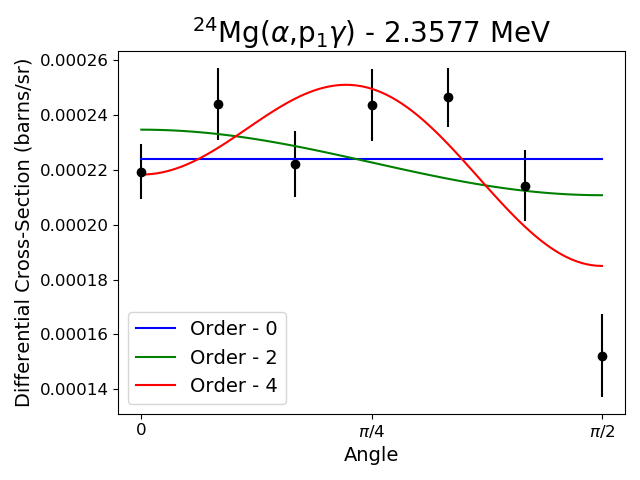 ²⁴Mg(α,p₁γ) - 2.3577 MeV
Differential Cross-Section (barns/sr)
0.00026
0.00024
0.00022
0.00020
0.00018
0.00016
0.00014
Order - 0
Order - 2
Order - 4
0
π/4
π/2
Angle